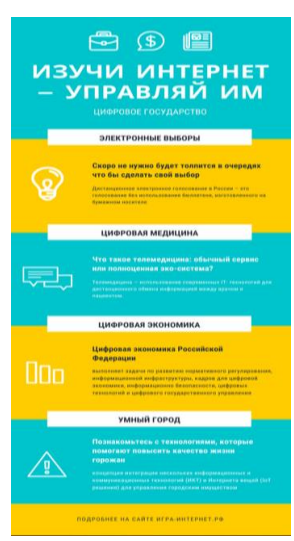 ИЗУЧИ ИНТЕРНЕТ
– УПРАВЛЯЙ ИМ
ЦИФРОВОЕ ГОСУДАРСТВО
ЭЛЕКТРОННЫЕ ВЫБОРЫ
Скоро не нужно будет толпится в очередях
что бы сделать свой выбор
Дистанционное электронное голосование в России – это
голосование без использования бюллетеня, изготовленного на
бумажном носителе
ЦИФРОВАЯ МЕДИЦИНА
Что такое телемедицина: обычный сервис
или полноценная эко-система?
Телемедицина – использование современных IT- технологий для
дистанционного обмена информацией между врачом и
пациентом
ЦИФРОВАЯ ЭКОНОМИКА
Цифровая экономика Российской
Федерации
выполняет задачи по развитию нормативного регулирования,
информационной инфраструктуры, кадров для цифровой
экономики, информационно безопасности, цифровых
технологий и цифрового государственного управления
УМНЫЙ ГОРОД
Познакомьтесь с технологиями, которые
помогают повысить качество жизни
горожан
концепция интеграции нескольких информационных и
коммуникационных технологий (ИКТ) и Интернета вещей (IoT
решения) для управления городским имуществом
ПОДРОБНЕЕ НА САЙТЕ ИГРА-ИНТЕРНЕТ.РФ